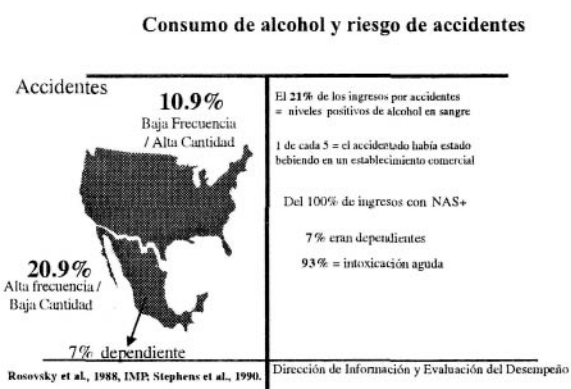 Consumo de alcohol y riesgo de accidentes
Accidentes
10.9%
Baja Frecuencia
/ Alta Cantidad
20.9%
Alta frecuencia /
Baja Cantidad
7% dependiente
Rosovsky et al., 1988, IMP: Stephens et al., 1990.
El 21% de los ingresos por accidentes
= niveles positivos de alcohol en sangre
1 de cada 5 = el accidentado había estado
bebiendo en un establecimiento comercial
Del 100% de ingresos con NAS+
7% eran dependientes
93% = intoxicación aguda
Dirección de Información y Evaluación del Desempeño